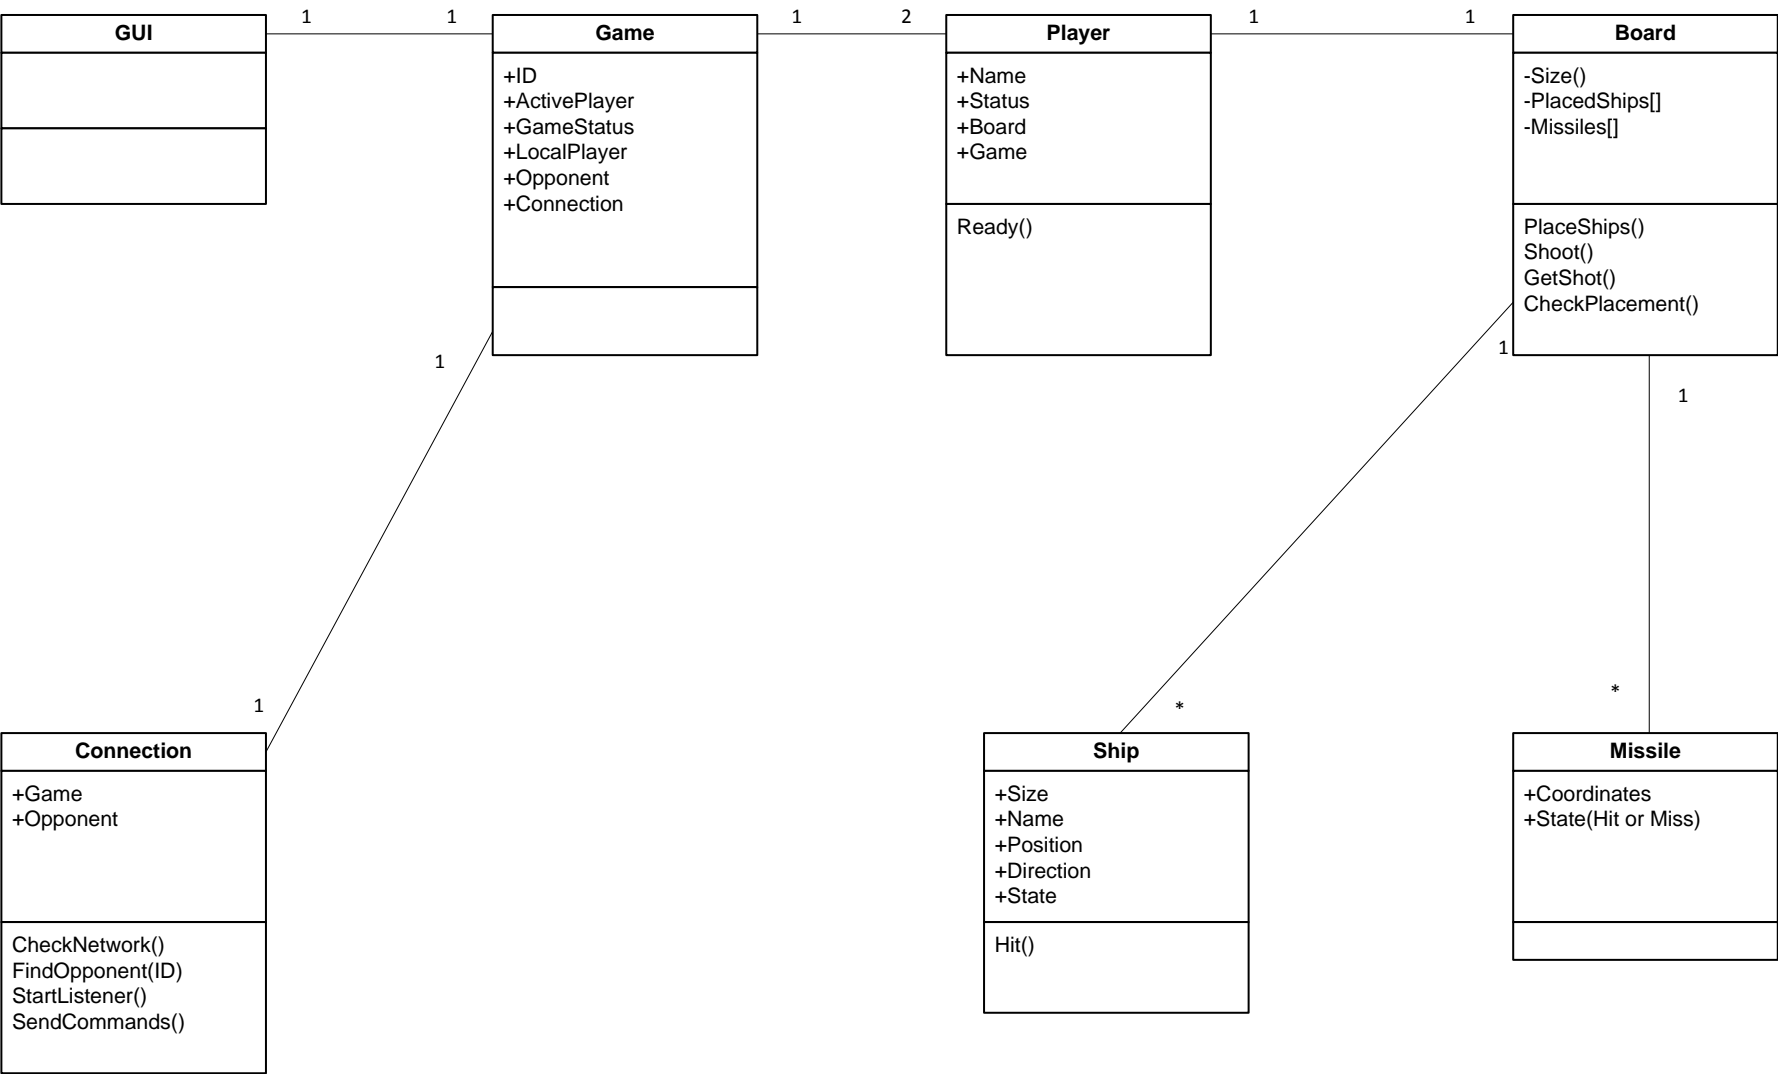 1
1
1
2
1
1
GUI
Game
+ID
+ActivePlayer
+GameStatus
+LocalPlayer
+Opponent
+Connection
Player
+Name
+Status
+Board
+Game
Ready()
Board
-Size()
-PlacedShips[]
-Missiles[]
PlaceShips()
Shoot()
GetShot()
CheckPlacement()
1
1
1
1
*
*
Connection
+Game
+Opponent
CheckNetwork()
FindOpponent(ID)
StartListener()
SendCommands()
Ship
+Size
+Name
+Position
+Direction
+State
Hit()
Missile
+Coordinates
+State(Hit or Miss)